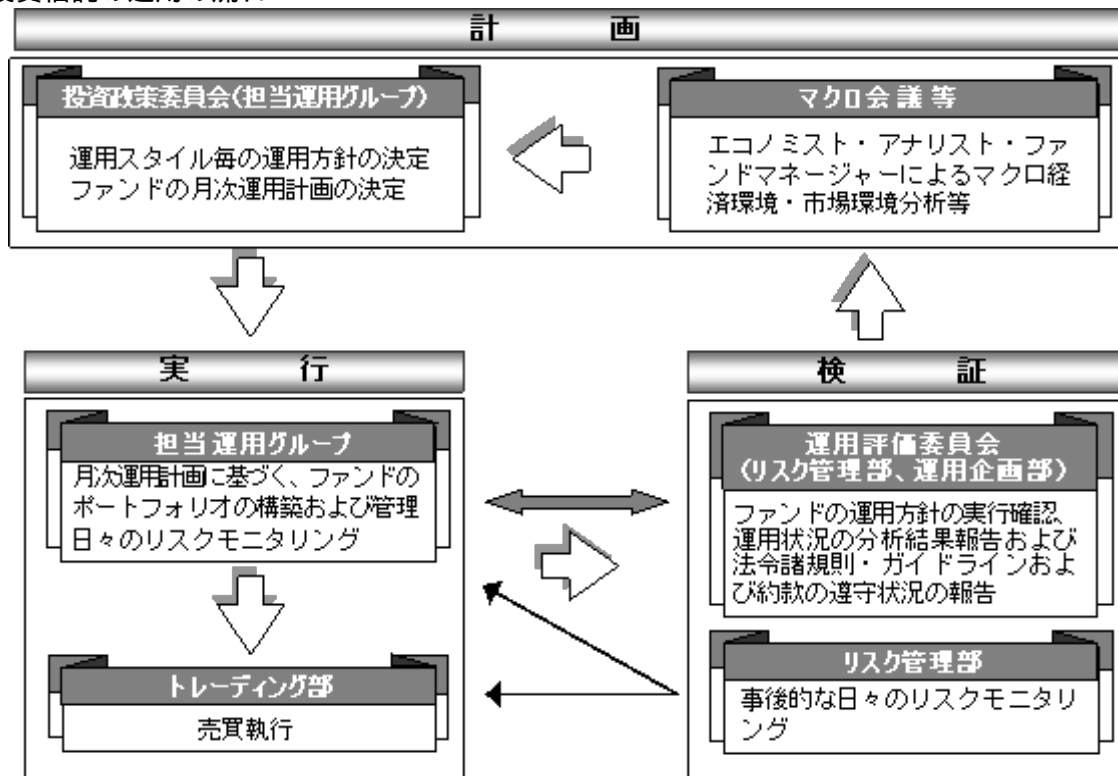 計画
投資政策委員会(担当運用グループ)
運用スタイル毎の運用方針の決定
ファンドの月次運用計画の決定
マクロ会議等
エコノミスト・アナリスト・ファ
ンドマネージャーによるマクロ経
済環境・市場環境分析等
実行
担当運用グループ
月次運用計画に基づく、ファンドの
ポートフォリオの構築および管理
日々のリスクモニタリング
トレーディング部
売買執行
検証
運用評価委員会
(リスク管理部、運用企画部)
ファンドの運用方針の実行確認、
運用状況の分析結果報告および
法令諸規則・ガイドラインおよ
び約款の遵守状況の報告
リスク管理部
事後的な日々のリスクモニタリ
ング